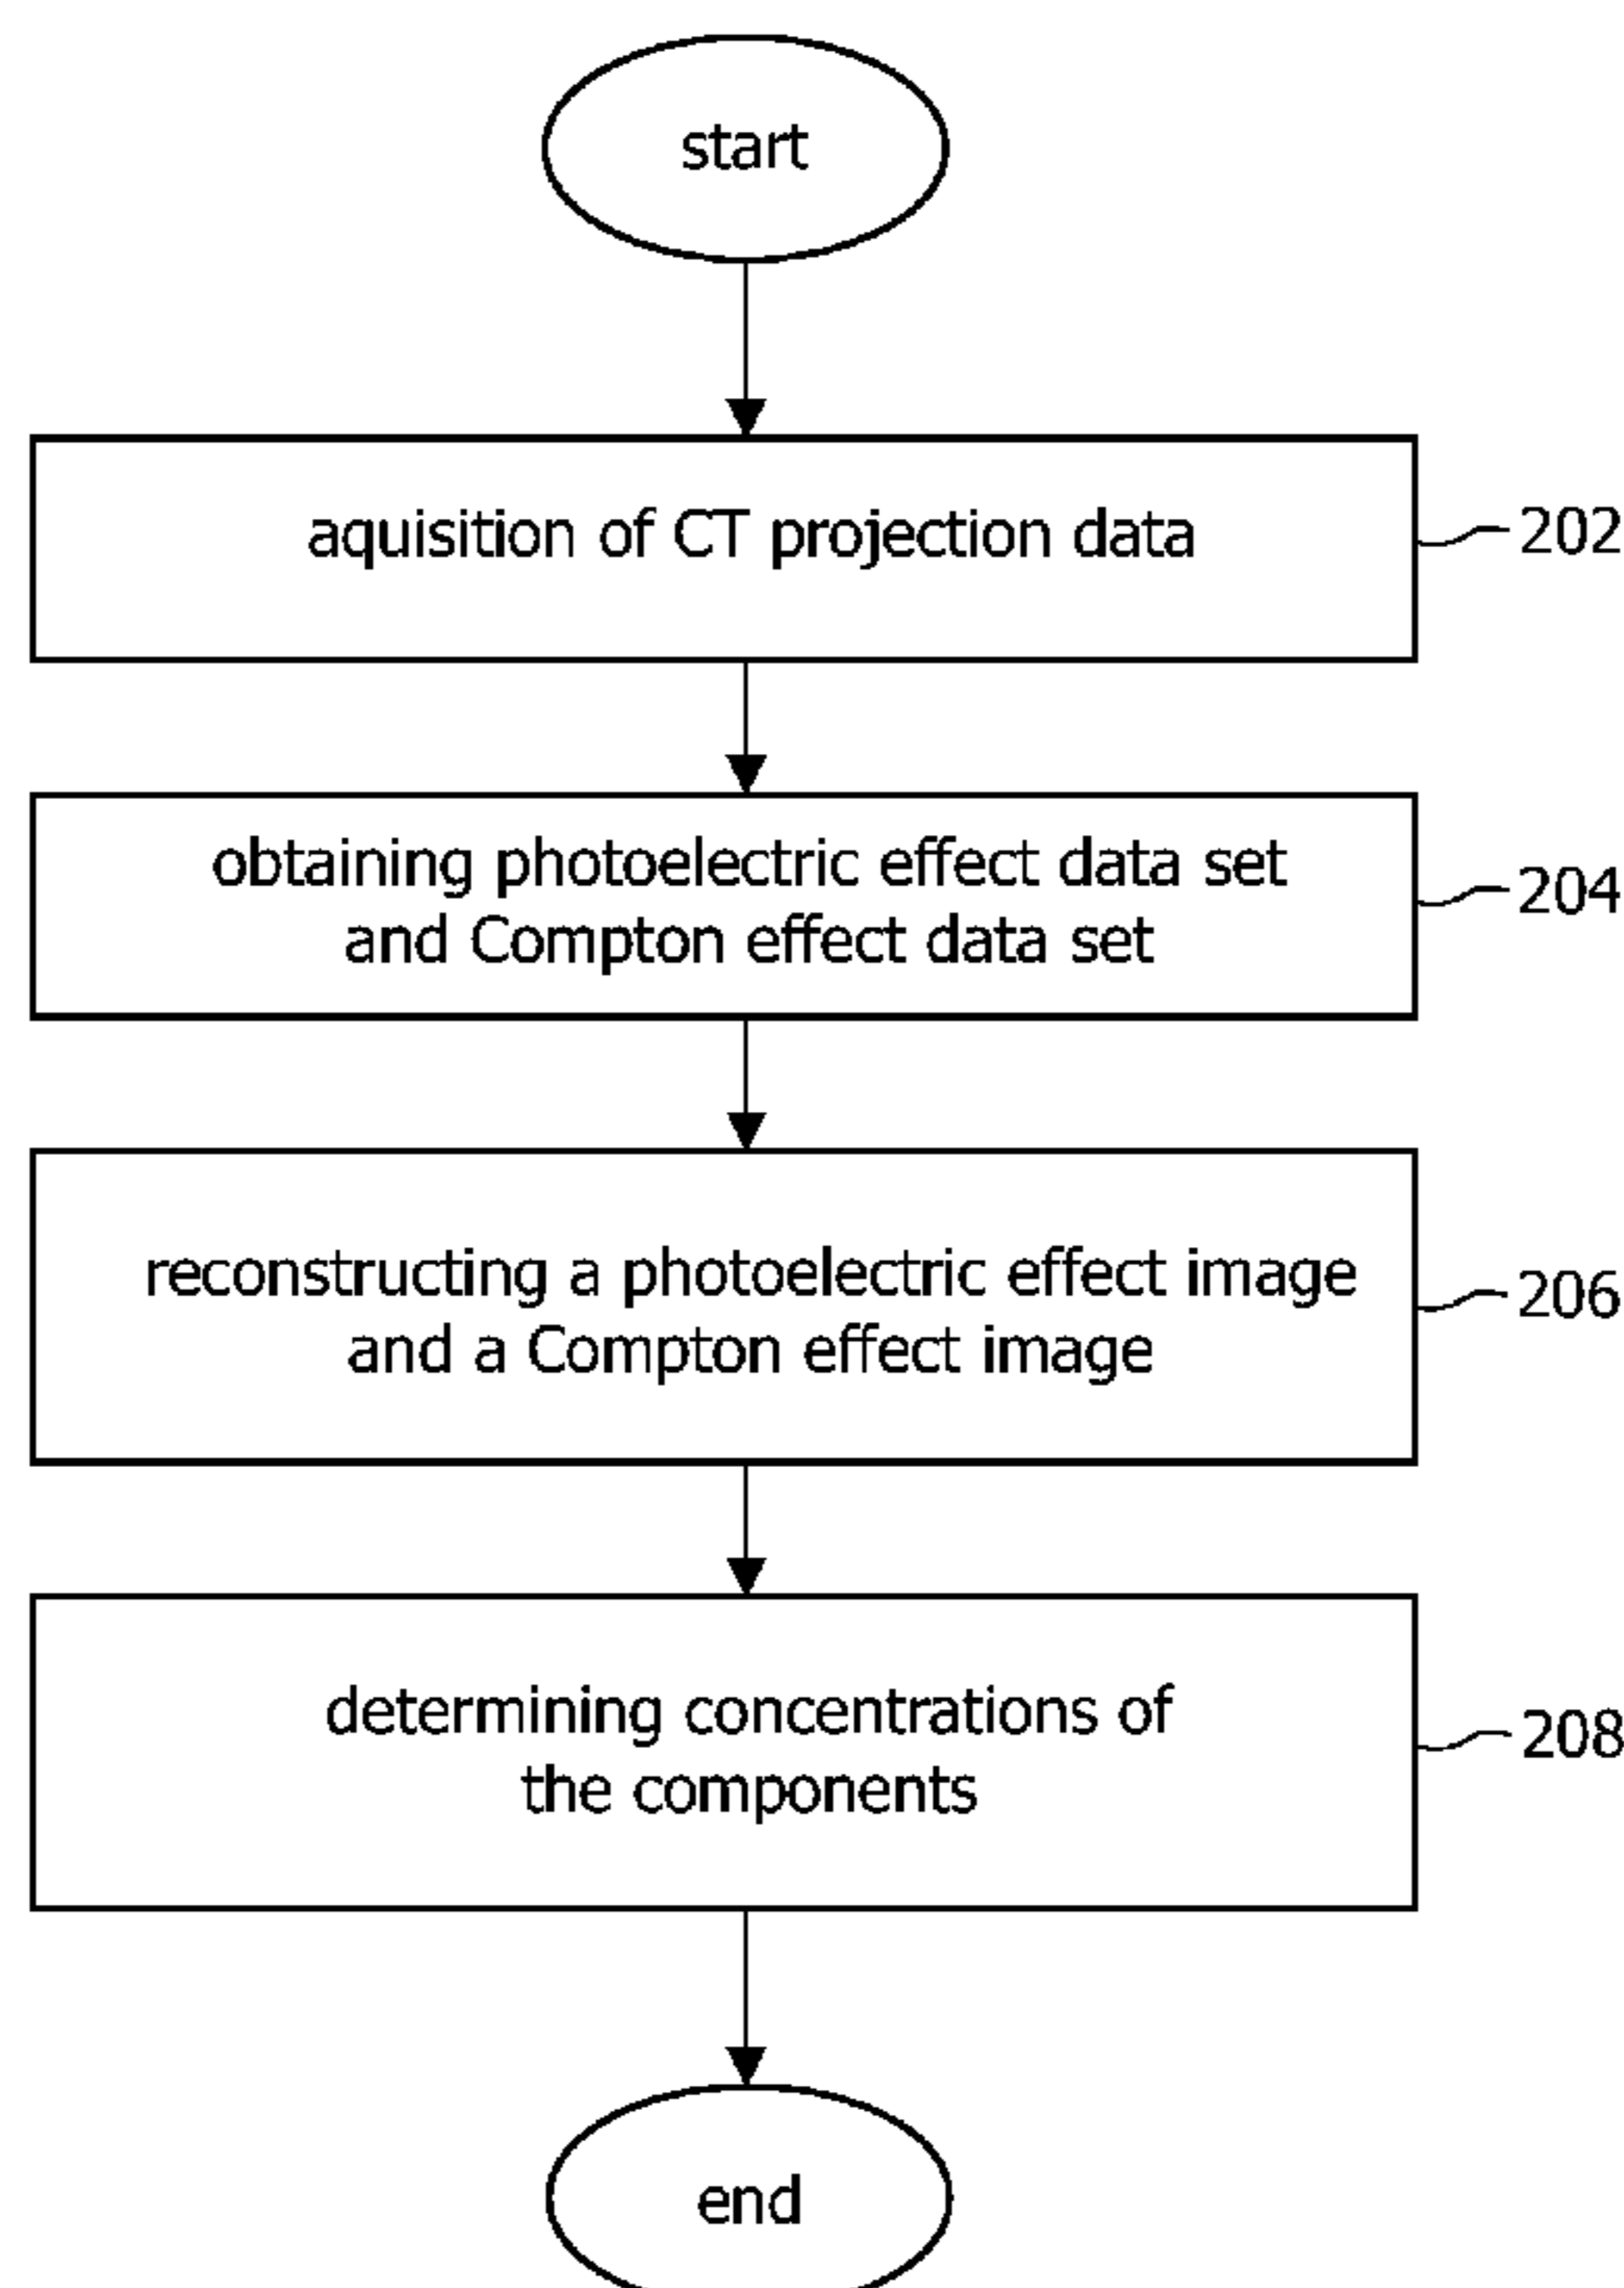 start
aquisition of CT projection data
202
obtaining photoelectric effect data set
and Compton effect data set
204
reconstructing a photoelectric effect image
and a Compton effect image
206
determining concentrations of
the components
208
end